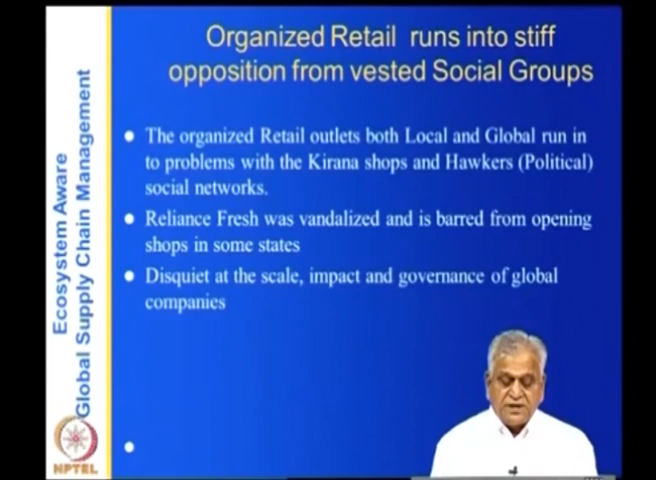 Organized Retail runs into stiff
opposition from vested Social Groups
The organized Retail outlets both Local and Global run in
to problems with the Kirana shops and Hawkers (Political)
social networks.
Reliance Fresh was vandalized and is barred from opening
shops in some states
Disquiet at the scale, impact and governance of global
companies
Ecosystem Aware
Global Supply Chain Management
NPTEL